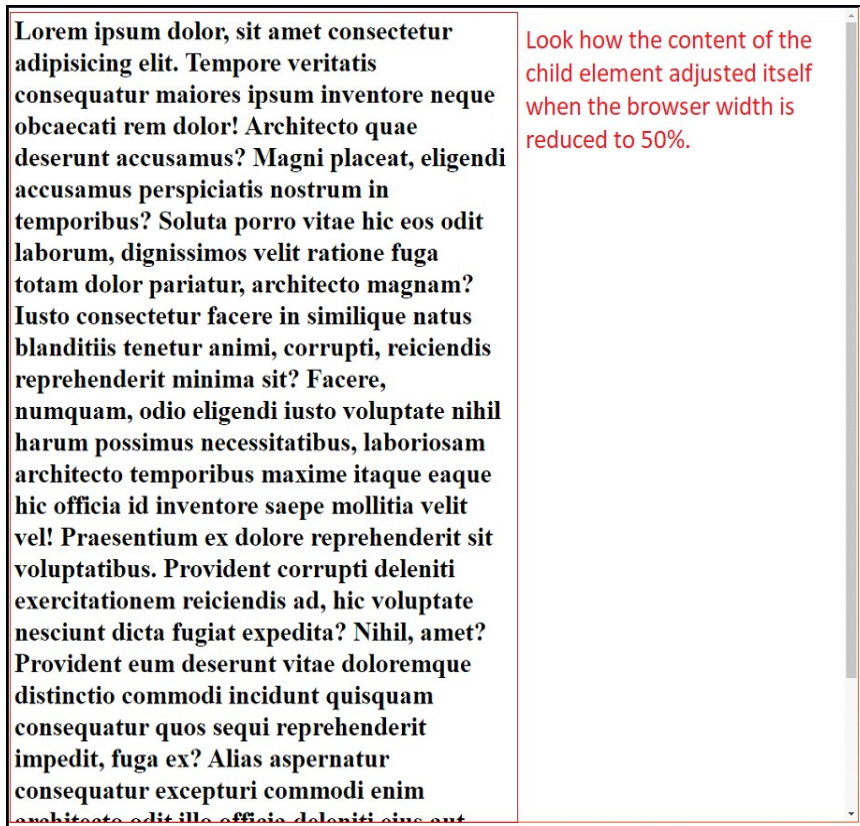 Lorem ipsum dolor, sit amet consectetur
adipisicing elit. Tempore veritatis
consequatur maiores ipsum inventore neque
obcaecati rem dolor! Architecto quae
deserunt accusamus? Magni placeat, eligendi
accusamus perspiciatis nostrum in
temporibus? Soluta porro vitae hic eos odit
laborum, dignissimos velit ratione fuga
totam dolor pariatur, architecto magnam?
Iusto consectetur facere in similique natus
blanditiis tenetur animi, corrupti, reiciendis
reprehenderit minima sit? Facere,
numquam, odio eligendi iusto voluptate nihil
harum possimus necessitatibus, laboriosam
architecto temporibus maxime itaque eaque
hic officia id inventore saepe mollitia velit
vel! Praesentium ex dolore reprehenderit sit
voluptatibus. Provident corrupti deleniti
exercitationem reiciendis ad, hic voluptate
nesciunt dicta fugiat expedita? Nihil, amet?
Provident eum deserunt vitae doloremque
distinctio commodi incidunt quisquam
consequatur quos sequi reprehenderit
impedit, fuga ex? Alias aspernatur
consequatur excepturi commodi enim
architecto odit illo officia deleniti eius aut
Look how the content of the
child element adjusted itself
when the browser width is
reduced to 50%.